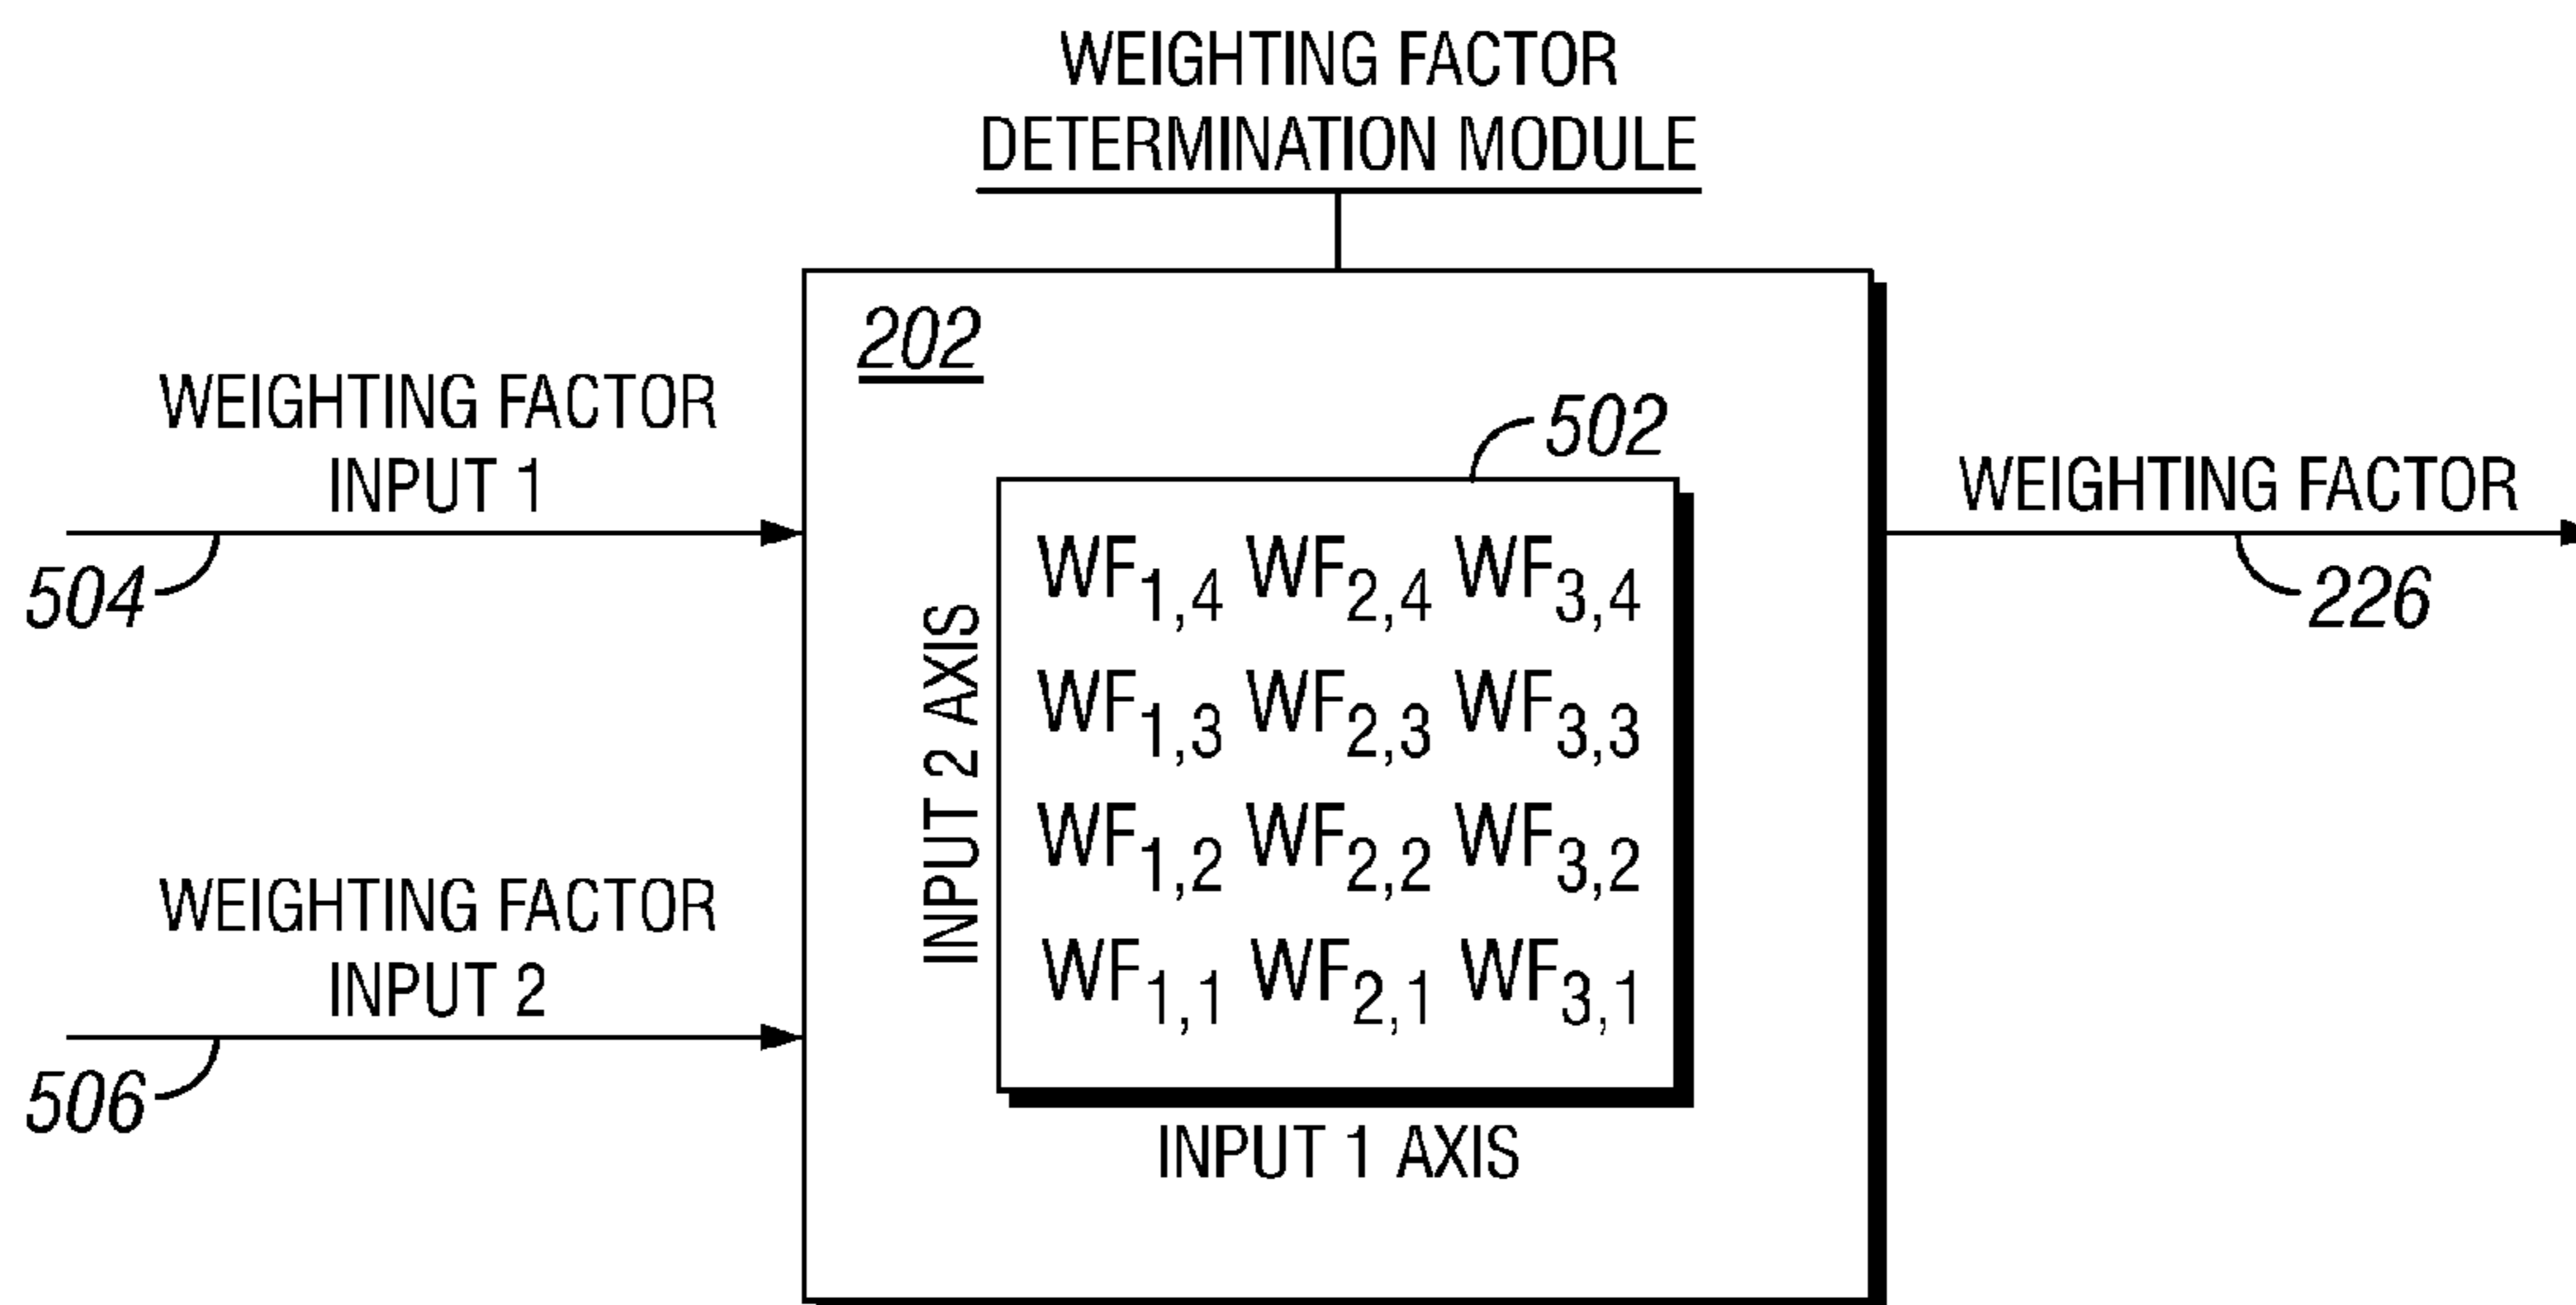 WEIGHTING FACTOR
DETERMINATION MODULE
202
WEIGHTING FACTOR
INPUT 1
504
WEIGHTING FACTOR
INPUT 2
506
502
INPUT 2 AXIS
WF1,4 WF2,4 WF3,4
WF1,3 WF2,3 WF3,3
WF1,2 WF2,2 WF3,2
WF1,1 WF2,1 WF3,1
INPUT 1 AXIS
WEIGHTING FACTOR
226